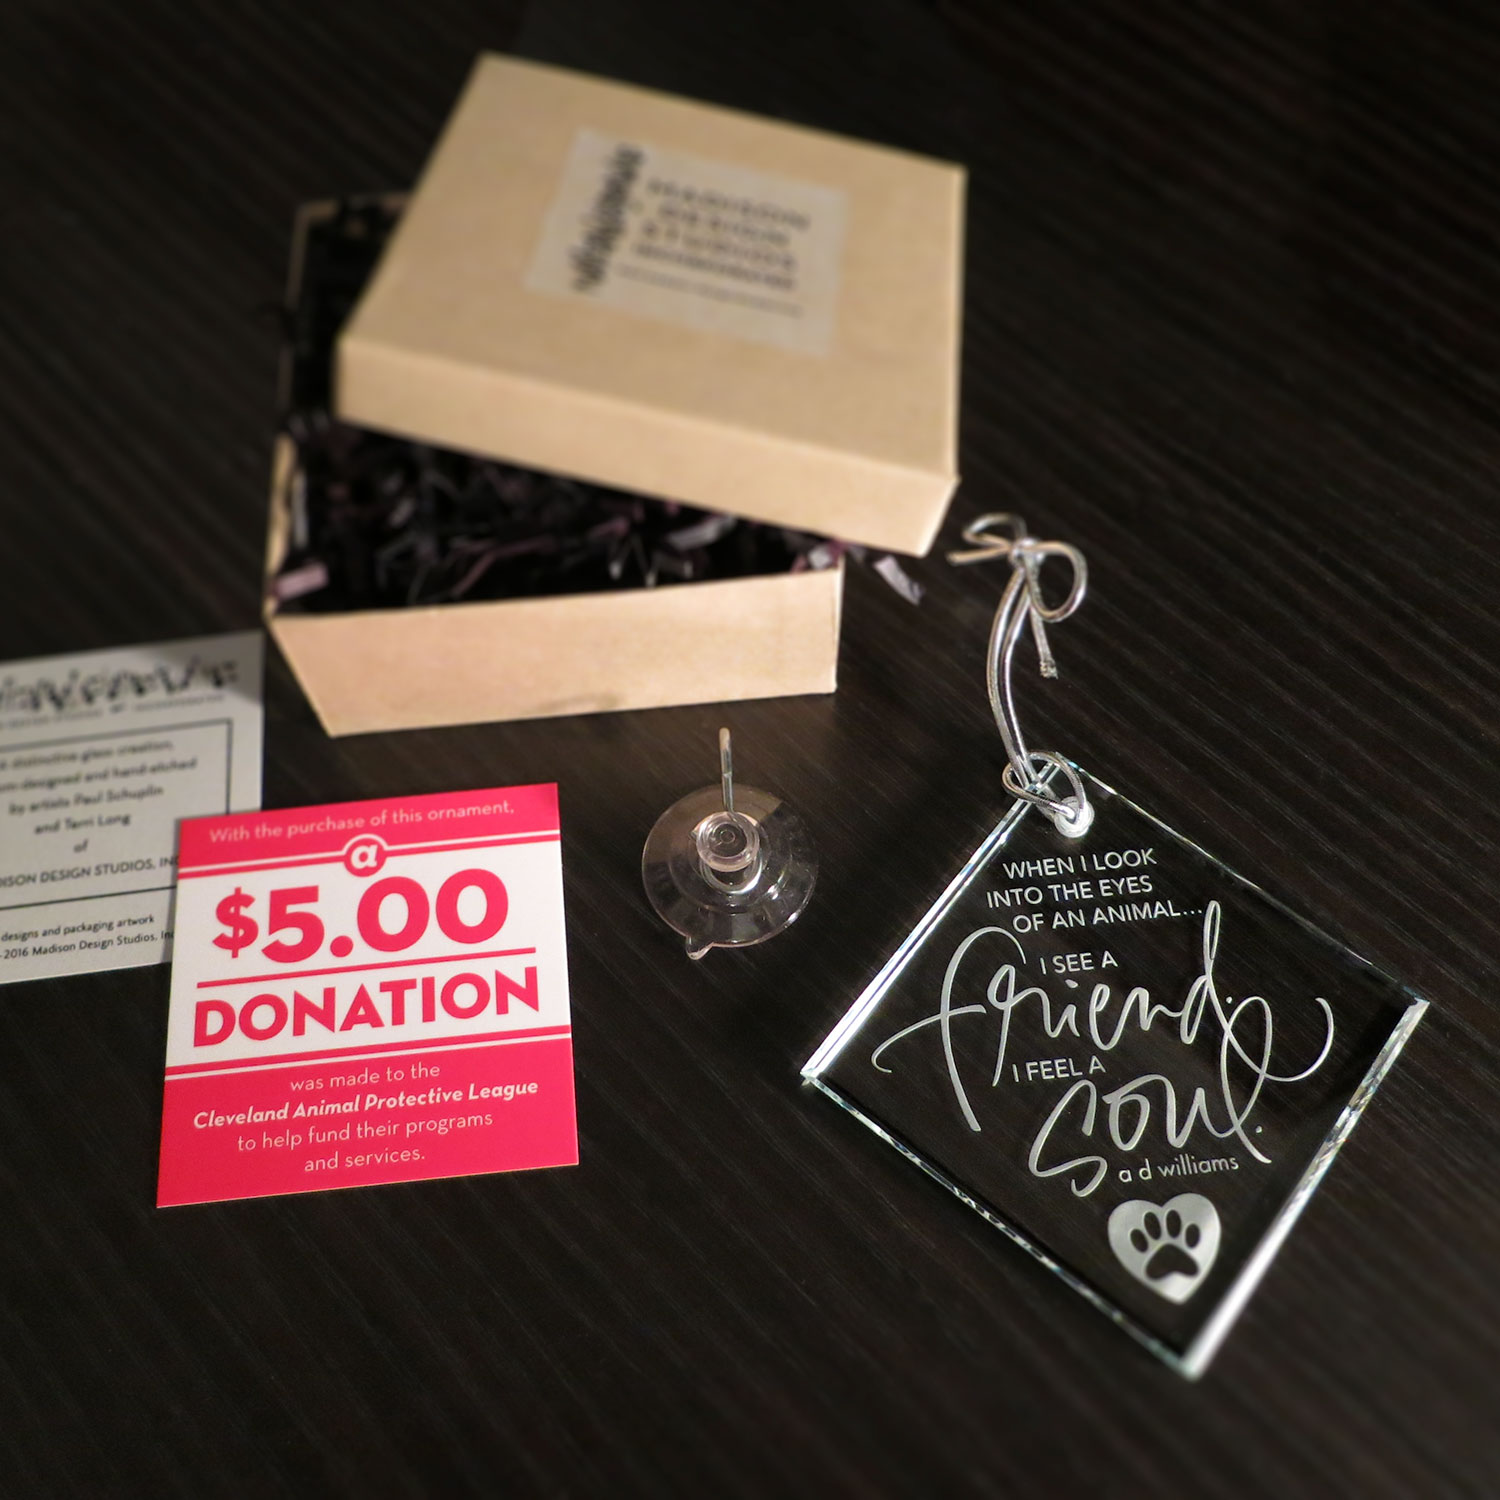 MADISON
DESIGN
STUDIOS
distinctive glass creation,
designed and hand-etched
by artists Paul Schuplin
and Terri Long
of
DESIGN STUDIOS,
designs and packaging artwork
2016 Madison Design Studios,
With the purchase of this ornament,
a
$5.00
DONATION
was made to the
Cleveland Animal Protective League
to help fund their programs
and services.
WHEN I LOOK
INTO THE EYES
OF AN ANIMAL...
I SEE A
friend.
I FEEL A
soul.
a d williams